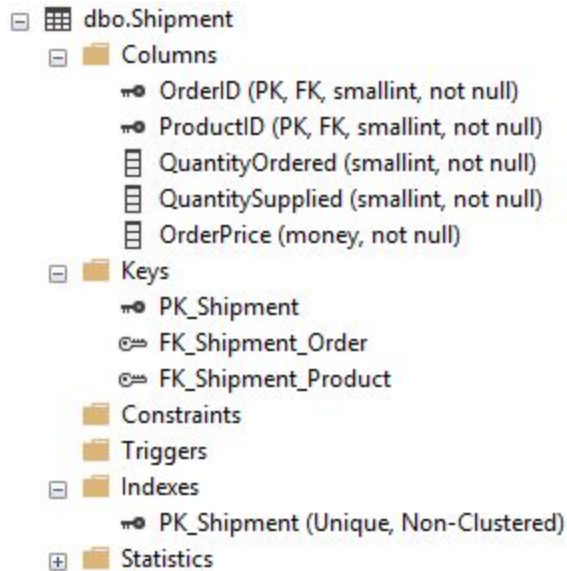 dbo.Shipment
Columns
OrderID (PK, FK, smallint, not null)
ProductID (PK, FK, smallint, not null)
QuantityOrdered (smallint, not null)
QuantitySupplied (smallint, not null)
OrderPrice (money, not null)
Keys
PK_Shipment
FK_Shipment_Order
FK_Shipment_Product
Constraints
Triggers
Indexes
PK_Shipment (Unique, Non-Clustered)
Statistics